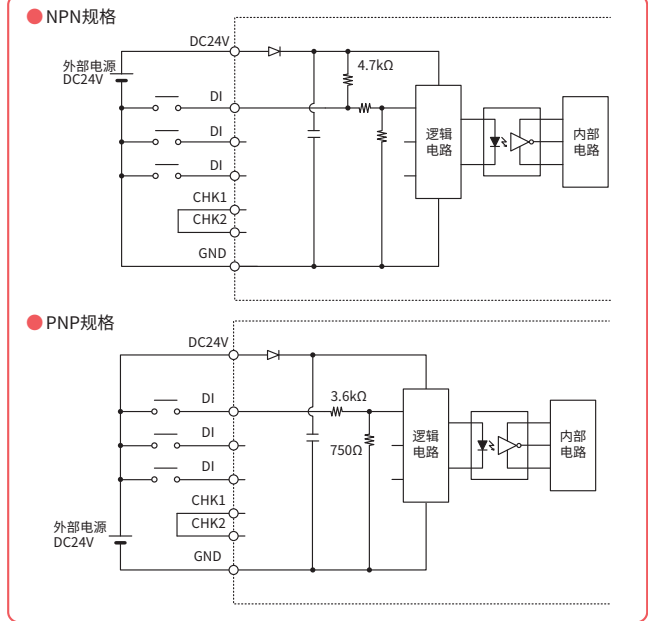 NPN规格
DC24V
外部电源
DC24V
4.7kΩ
DI
DI
DI
逻辑
电路
内部
电路
CHK1
CHK2
GND
PNP规格
DC24V
DI
3.6kΩ
DI
750Ω
逻辑
电路
内部
电路
DI
CHK1
外部电源
DC24V
CHK2
GND